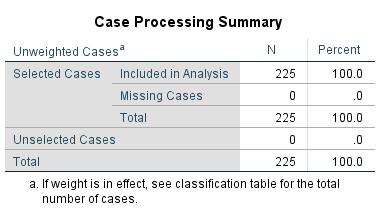 Case Processing Summary
Unweighted Casesa N Percent
Selected Cases Included in Analysis 225 100.0
Missing Cases 0 .0
Total 225 100.0
Unselected Cases 0 .0
Total 225 100.0
a. If weight is in effect, see classification table for the total
number of cases.